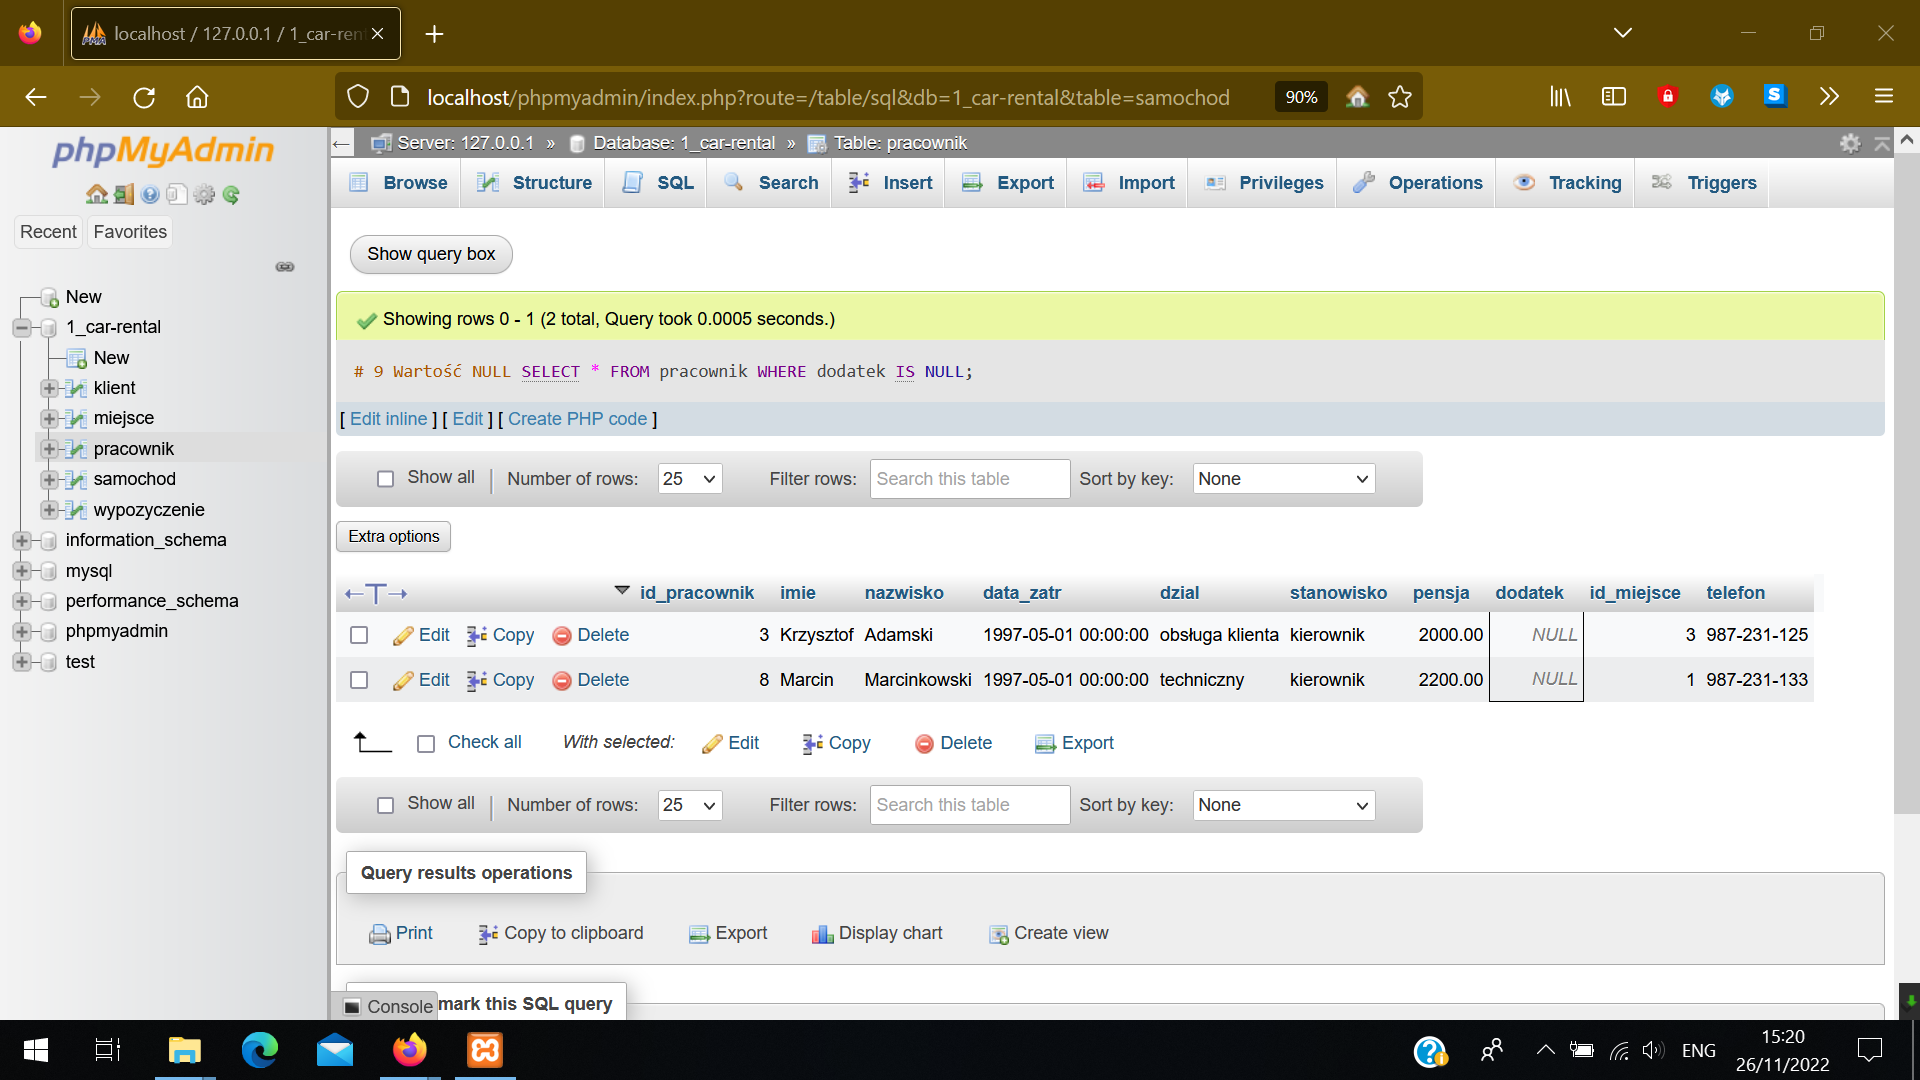 localhost / 127.0.0.1 / 1_car-ren
localhost/phpmyadmin/index.php?route=/table/sql&db=1_car-rental&table=samochod
90%
phpMyAdmin
Recent
Favorites
New
1_car-rental
New
klient
miejsce
pracownik
samochod
wypozyczenie
information_schema
mysql
performance_schema
phpmyadmin
test
Server: 127.0.0.1 » Database: 1_car-rental » Table: pracownik
Browse Structure SQL Search Insert Export Import Privileges Operations Tracking Triggers
Show query box
Showing rows 0 - 1 (2 total, Query took 0.0005 seconds.)
# 9 Wartość NULL SELECT * FROM pracownik WHERE dodatek IS NULL;
[ Edit inline ] [ Edit ] [ Create PHP code ]
Show all | Number of rows: 25 Filter rows: Search this table Sort by key: None
Extra options
←T→ id_pracownik imie nazwisko data_zatr dzial stanowisko pensja dodatek id_miejsce telefon
Edit Copy Delete 3 Krzysztof Adamski 1997-05-01 00:00:00 obsługa klienta kierownik 2000.00 NULL 3 987-231-125
Edit Copy Delete 8 Marcin Marcinkowski 1997-05-01 00:00:00 techniczny kierownik 2200.00 NULL 1 987-231-133
Check all With selected: Edit Copy Delete Export
Show all | Number of rows: 25 Filter rows: Search this table Sort by key: None
Query results operations
Print Copy to clipboard Export Display chart Create view
Console mark this SQL query
ENG
15:20
26/11/2022